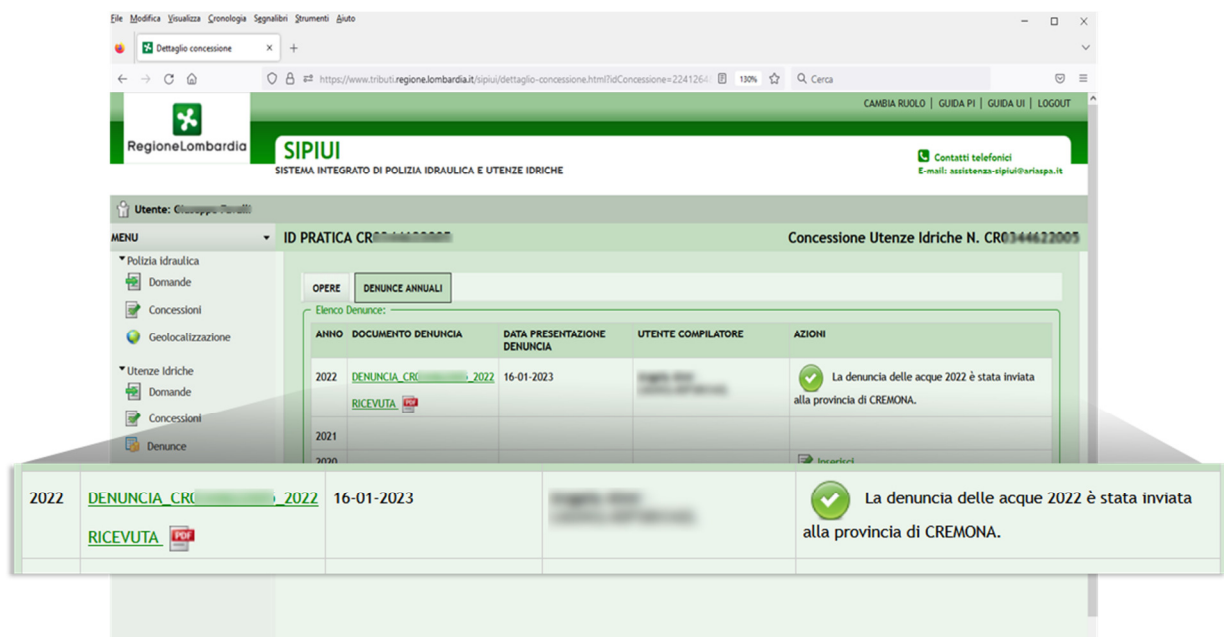 File Modifica Visualizza Cronologia Segnalibri Strumenti Aiuto
Dettaglio concessione
https://www.tributi.regione.lombardia.it/sipiui/dettaglio-concessione.html?idConcessione=2241264
130%
Cerca
CAMBIA RUOLO | GUIDA PI | GUIDA UI | LOGOUT
RegioneLombardia
SIPIUI
SISTEMA INTEGRATO DI POLIZIA IDRAULICA E UTENZE IDRICHE
Contatti telefonici
E-mail: assistenza-sipiui@ariaspa.it
Utente:
MENU
ID PRATICA CR
Concessione Utenze Idriche N. CR
Polizia idraulica
Domande
Concessioni
Geolocalizzazione
Utenze Idriche
Domande
Concessioni
Denunce
OPERE
DENUNCE ANNUALI
Elenco Denunce:
ANNO DOCUMENTO DENUNCIA DATA PRESENTAZIONE UTENTE COMPILATORE AZIONI
DENUNCIA
2022 DENUNCIA_CR _2022 16-01-2023 La denuncia delle acque 2022 è stata inviata
RICEVUTA PDF alla provincia di CREMONA.
2021
2020 Inserisci
2022 DENUNCIA_CR _2022 16-01-2023 La denuncia delle acque 2022 è stata inviata
RICEVUTA PDF alla provincia di CREMONA.